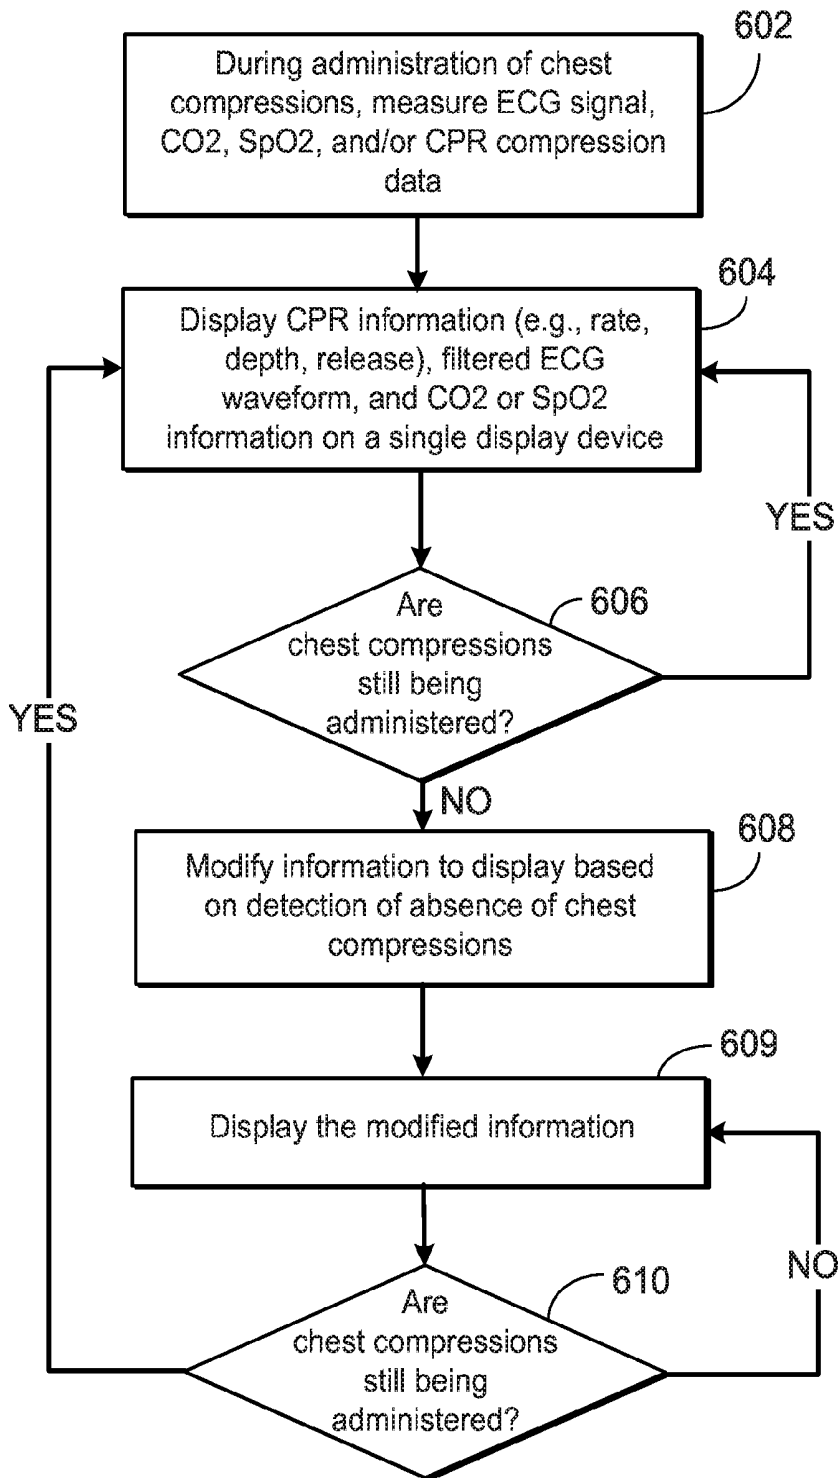 602
During administration of chest
compressions, measure ECG signal,
CO2, SpO2, and/or CPR compression
data
604
Display CPR information (e.g., rate,
depth, release), filtered ECG
waveform, and CO2 or SpO2
information on a single display device
YES
606
Are
chest compressions
still being
administered?
YES
NO
608
Modify information to display based
on detection of absence of chest
compressions
609
Display the modified information
NO
610
Are
chest compressions
still being
administered?